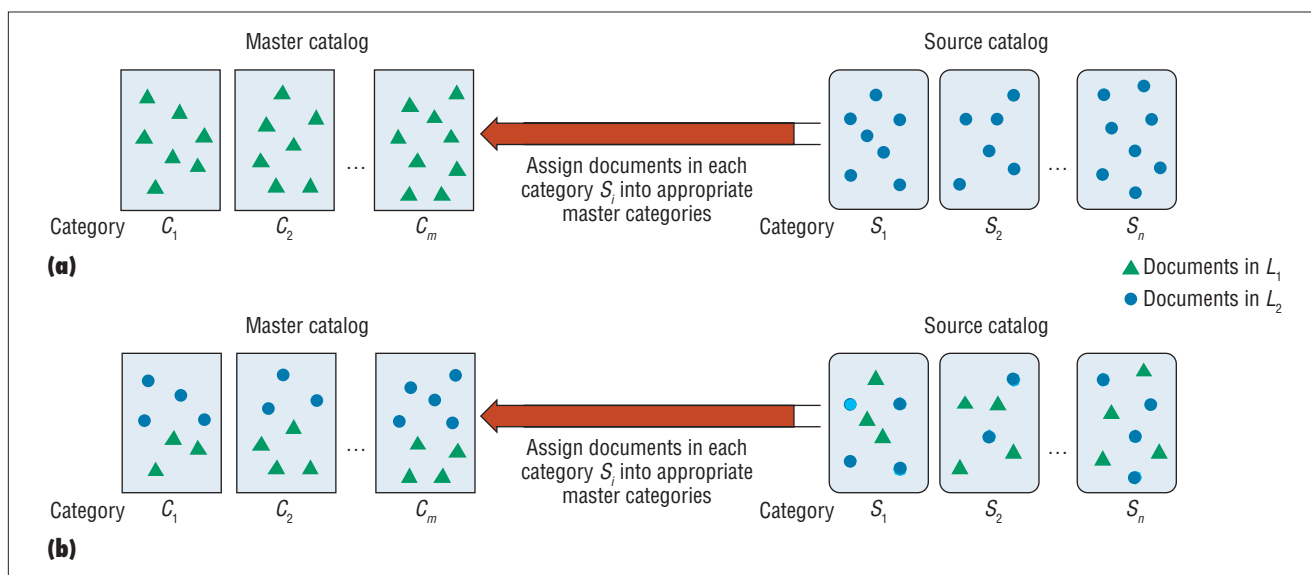 Master catalog
Source catalog
...
Assign documents in each
category S_i into appropriate
master categories
...
Category C_1 C_2 C_m
Category S_1 S_2 S_n
(a)
Documents in L_1
Documents in L_2
Master catalog
Source catalog
...
Assign documents in each
category S_i into appropriate
master categories
...
Category C_1 C_2 C_m
Category S_1 S_2 S_n
(b)